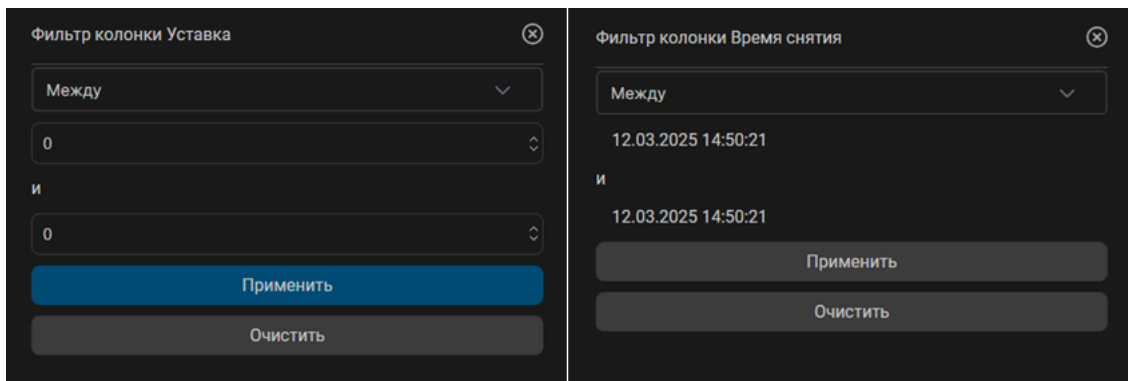 Фильтр колонки Уставка
Между
0
и
0
Применить
Очистить
Фильтр колонки Время снятия
Между
12.03.2025 14:50:21
и
12.03.2025 14:50:21
Применить
Очистить